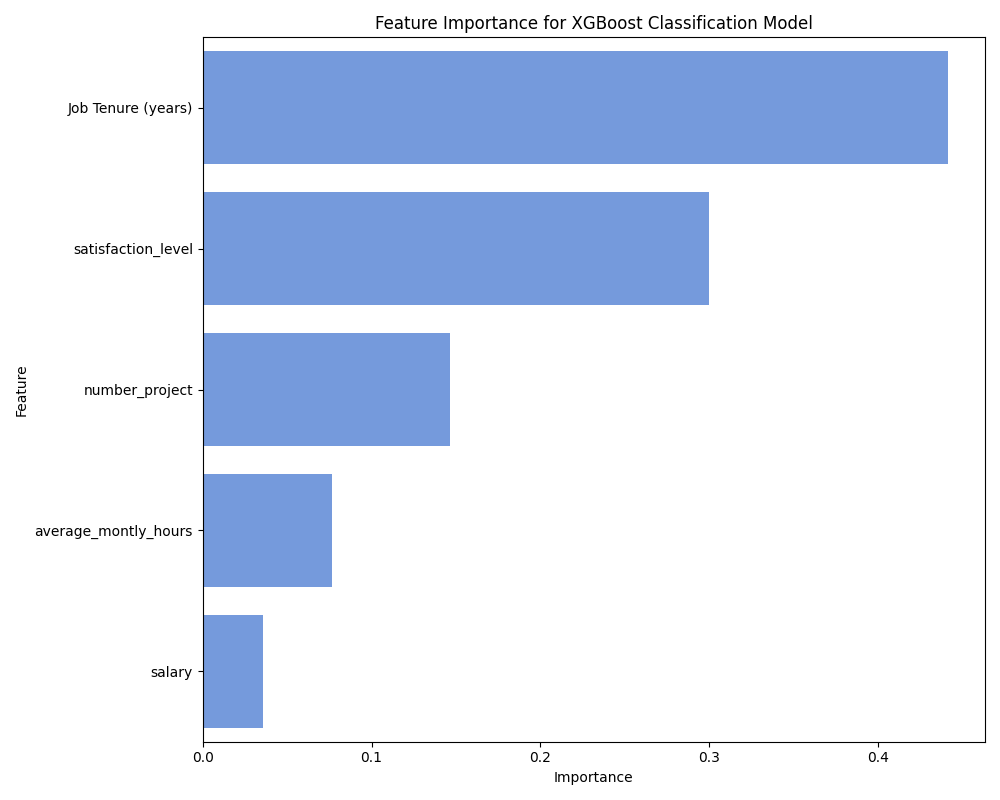 Feature Importance for XGBoost Classification Model
Job Tenure (years)
satisfaction_level
number_project
average_montly_hours
salary
Feature
0.0 0.1 0.2 0.3 0.4
Importance